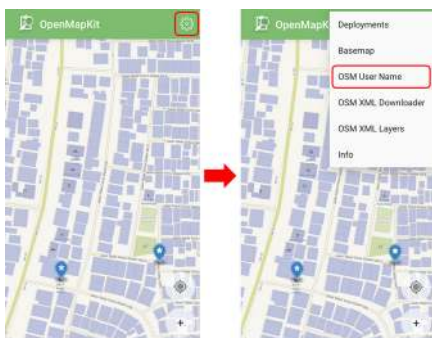 OpenMapKit
OpenMapK
Deployments
Basemap
OSM User Name
OSM XML Downloader
OSM XML Layers
Info
+
+